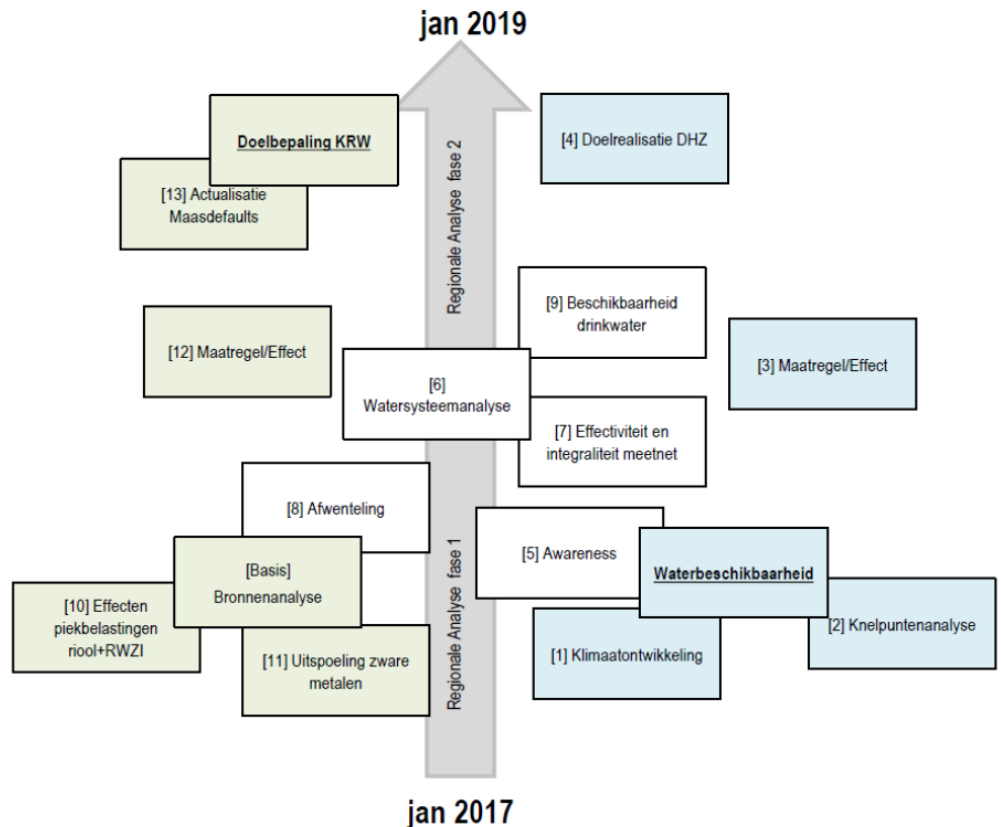 jan 2019
Doelbepaling KRW
[4] Doelrealisatie DHZ
[13] Actualisatie
Maasdefaults
Regionale Analyse fase 2
[9] Beschikbaarheid
drinkwater
[12] Maatregel/Effect
[3] Maatregel/Effect
[6]
Watersysteemanalyse
[7] Effectiviteit en
integraliteit meetnet
[8] Afwenteling
Regionale Analyse fase 1
[5] Awareness
[Basis]
Bronnenanalyse
Waterbeschikbaarheid
[10] Effecten
piekbelastingen
riool+RWZI
[2] Knelpuntenanalyse
[11] Uitspoeling zware
metalen
[1] Klimaatontwikkeling
jan 2017